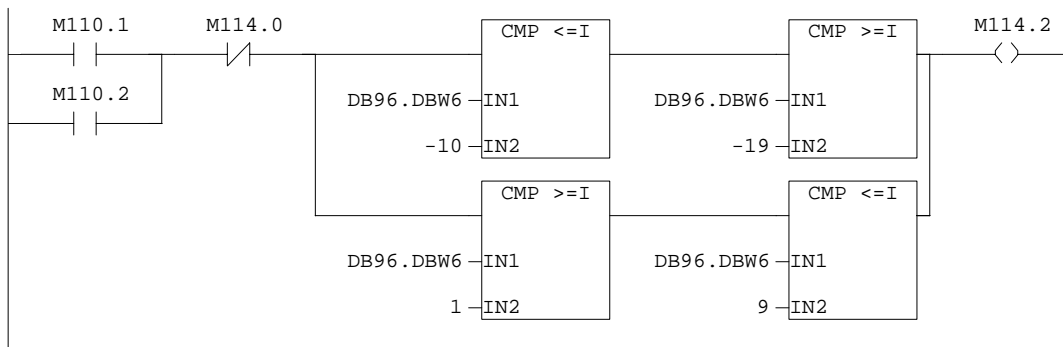 M110.1 M114.0 CMP <=I CMP >=I M114.2
M110.2
DB96.DBW6 IN1 DB96.DBW6 IN1
-10 IN2 -19 IN2
CMP >=I CMP <=I
DB96.DBW6 IN1 DB96.DBW6 IN1
1 IN2 9 IN2